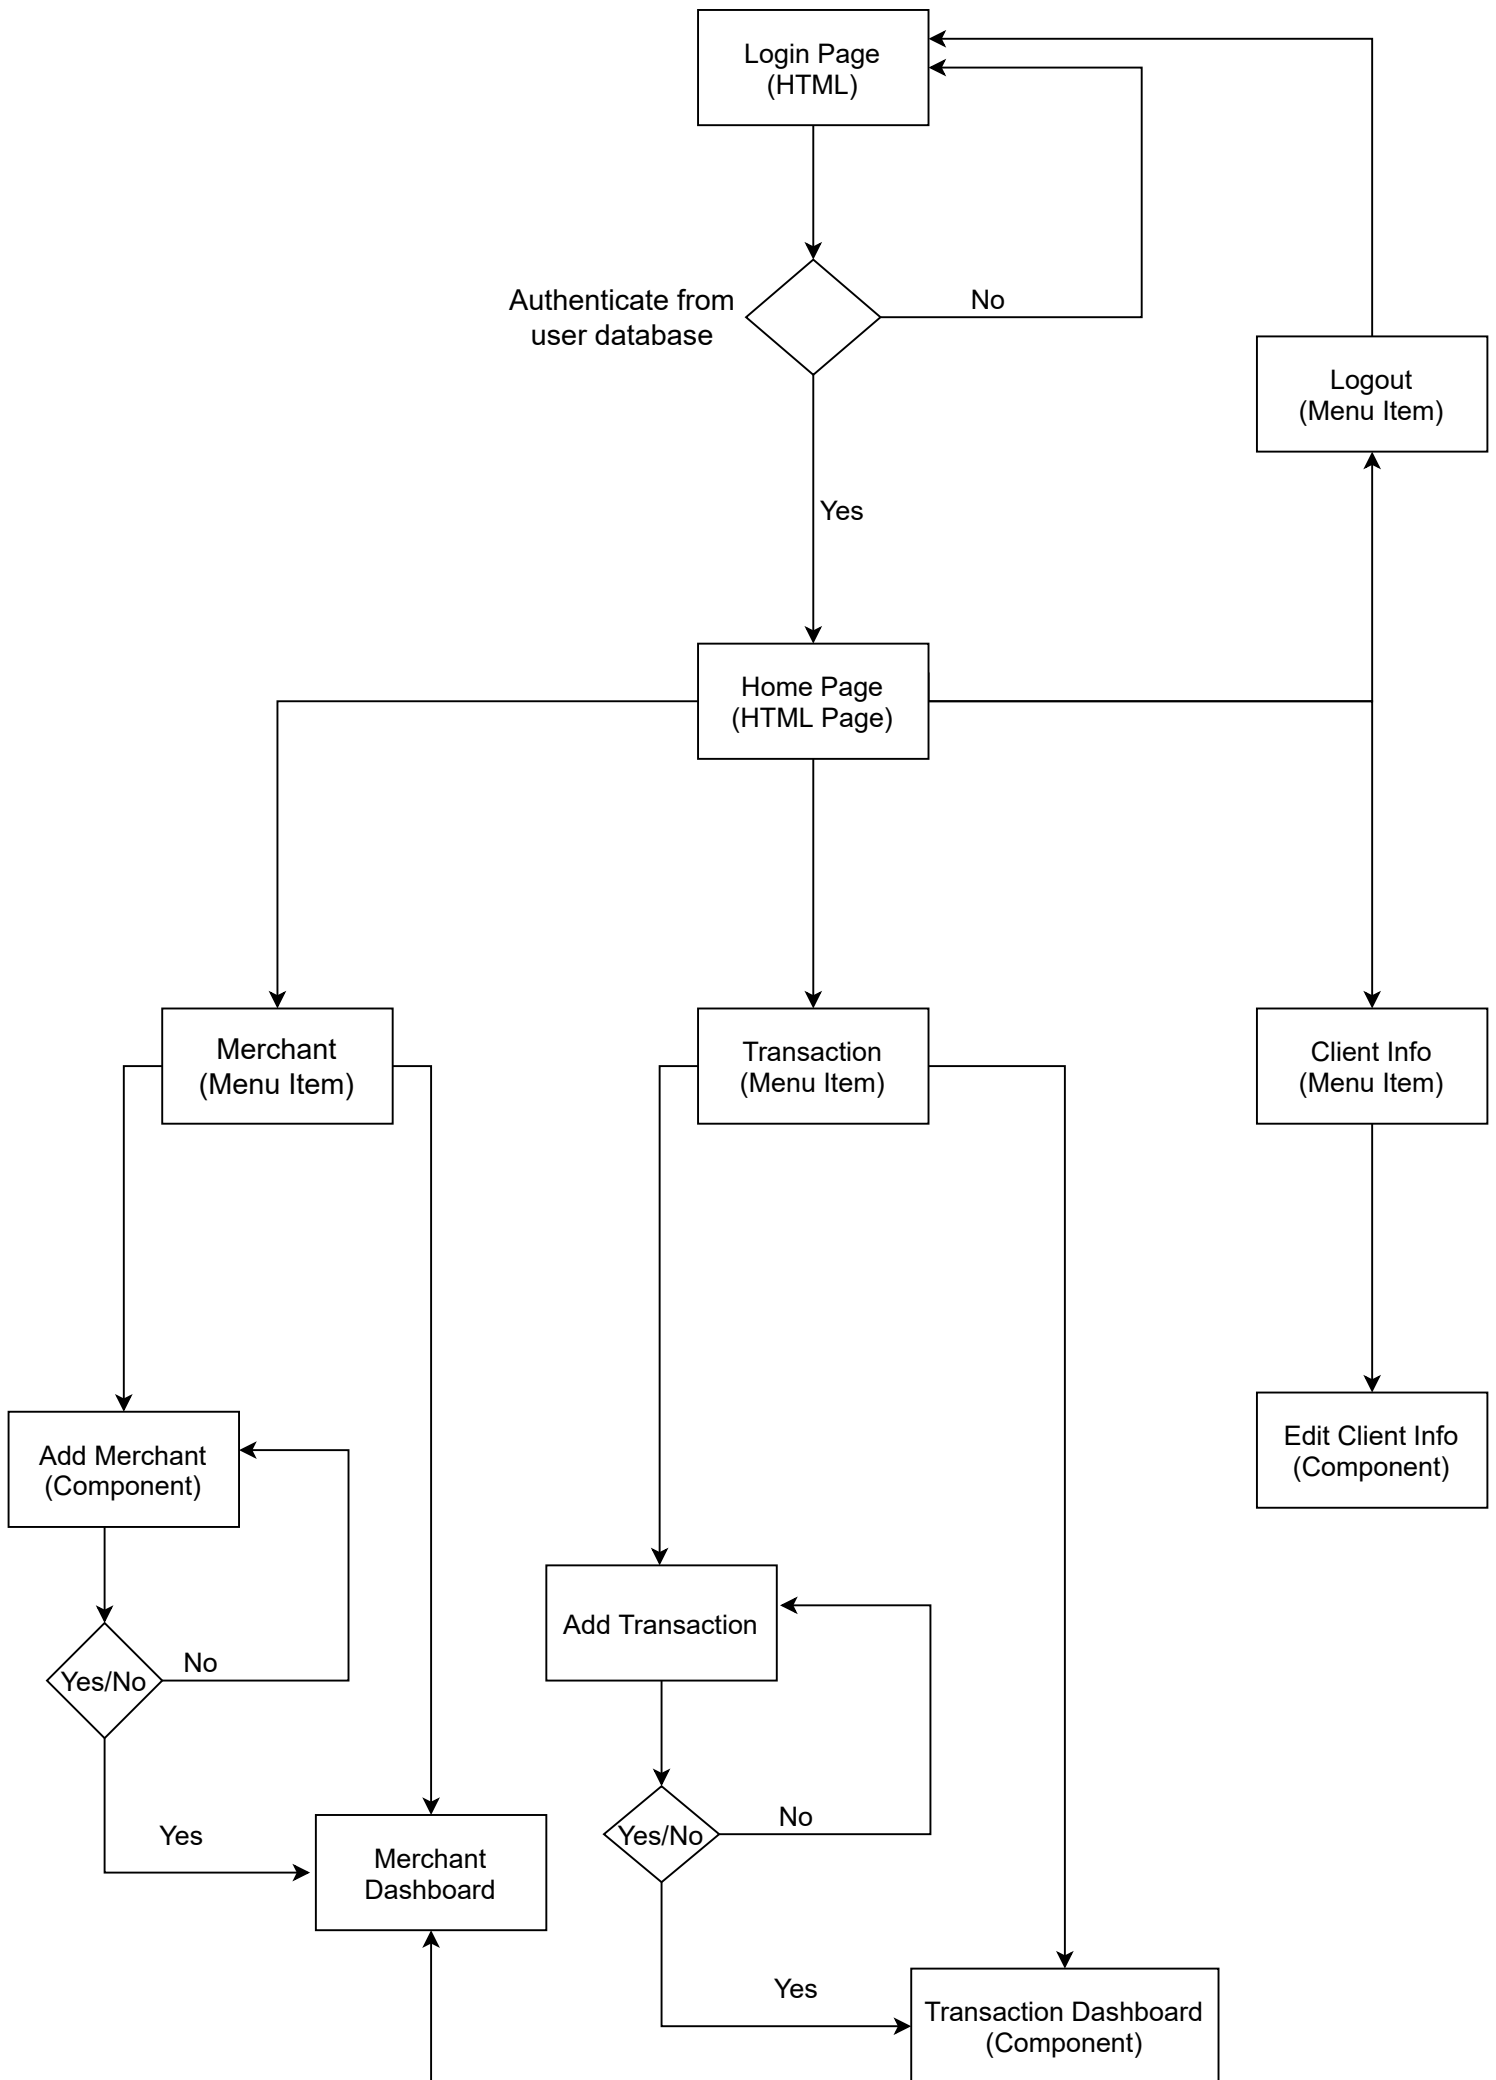 Login Page
(HTML)
Authenticate from
user database
No
Logout
(Menu Item)
Yes
Home Page
(HTML Page)
Merchant
(Menu Item)
Transaction
(Menu Item)
Client Info
(Menu Item)
Add Merchant
(Component)
Edit Client Info
(Component)
Add Transaction
Yes/No
No
Yes
Merchant
Dashboard
Yes/No
No
Yes
Transaction Dashboard
(Component)